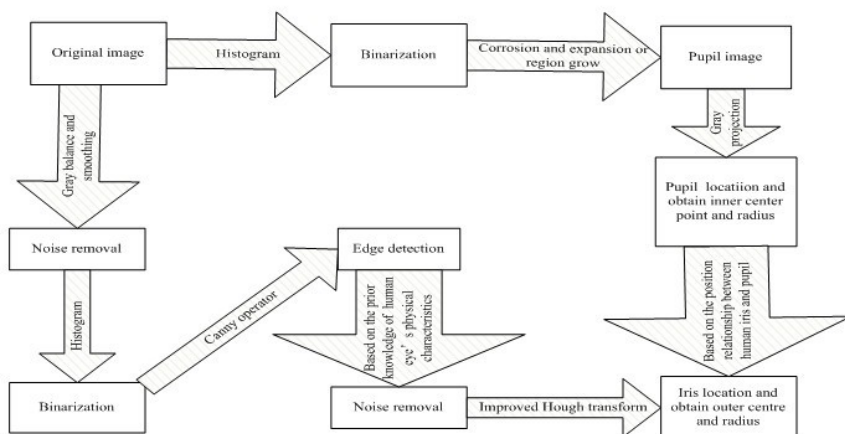 Original image
Histogram
Binarization
Corrosion and expansion or
region grow
Pupil image
Gray balance and
smoothing
Gray
projection
Pupil locatiion and
obtain inner center
point and radius
Noise removal
Edge detection
Canny operator
Histogram
Based on the prior
knowledge of human
eye's physical
characteristics
Based on the position
relationship between
human iris and pupil
Binarization
Noise removal
Improved Hough transform
Iris location and
obtain outer centre
and radius